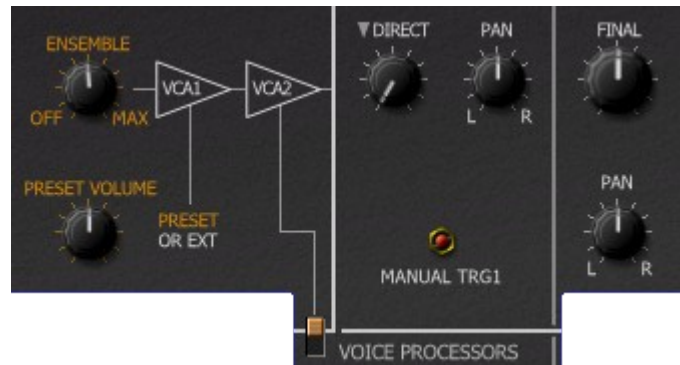 ENSEMBLE
OFF
MAX
VCA1
VCA2
PRESET VOLUME
PRESET
OR EXT
▼DIRECT
PAN
L
R
MANUAL TRG1
FINAL
PAN
L
R
VOICE PROCESSORS